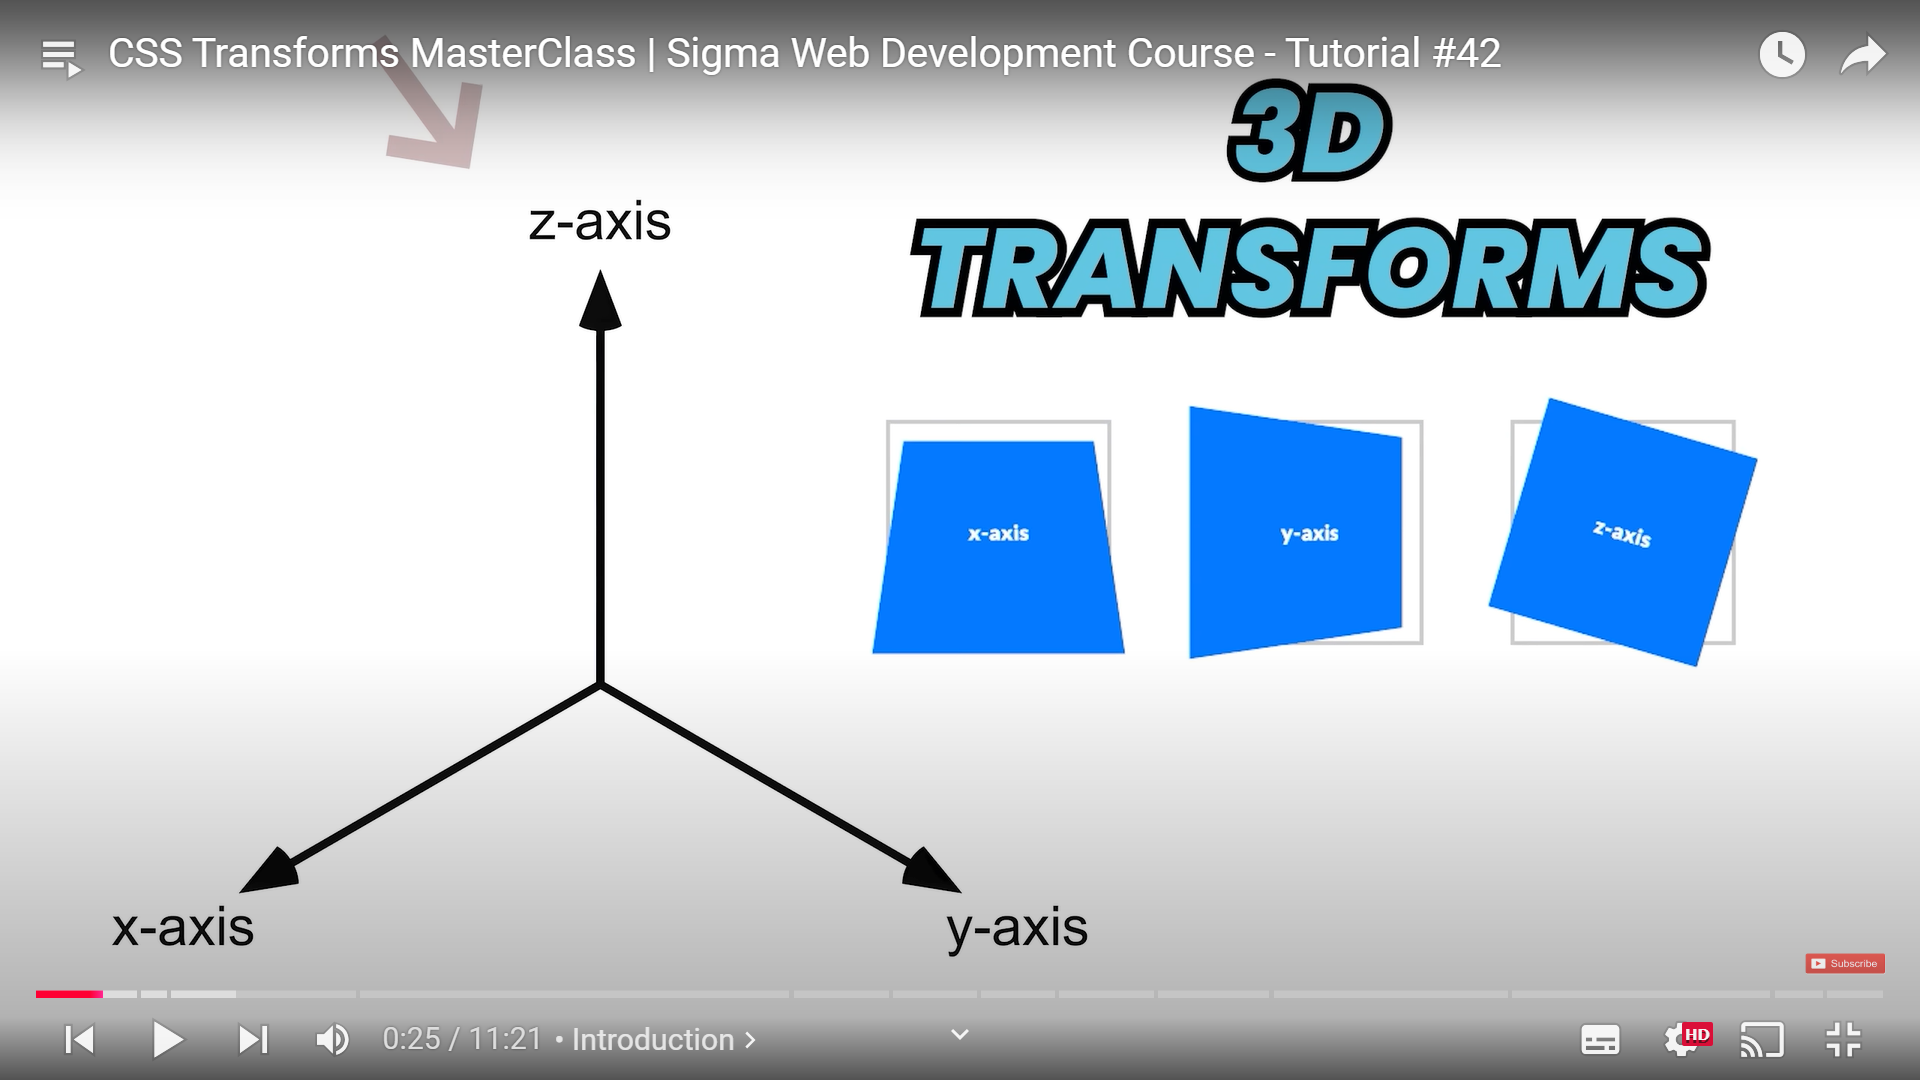 CSS Transforms MasterClass | Sigma Web Development Course - Tutorial #42
3D
TRANSFORMS
z-axis
x-axis
y-axis
z-axis
x-axis
y-axis
Subscribe
0:25 / 11:21 • Introduction >
HD